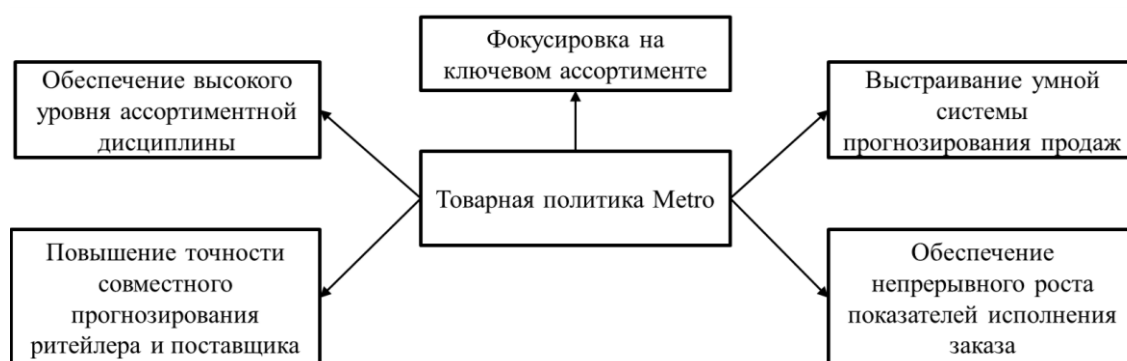 Фокусировка на
ключевом ассортименте
Обеспечение высокого
уровня ассортиментной
дисциплины
Выстраивание умной
системы
прогнозирования продаж
Товарная политика Metro
Повышение точности
совместного
прогнозирования
ритейлера и поставщика
Обеспечение
непрерывного роста
показателей исполнения
заказа